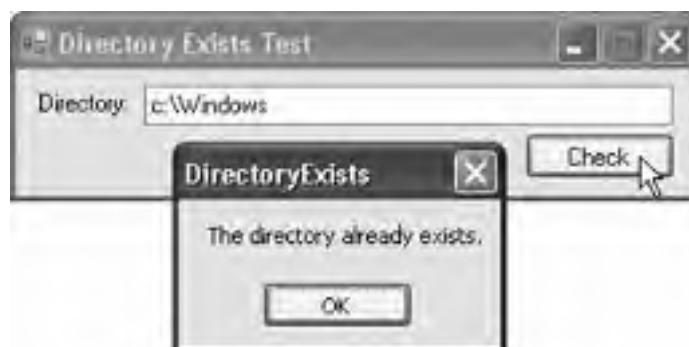 Directory Exists Test
Directory: c:\Windows
Check
DirectoryExists
The directory already exists.
OK